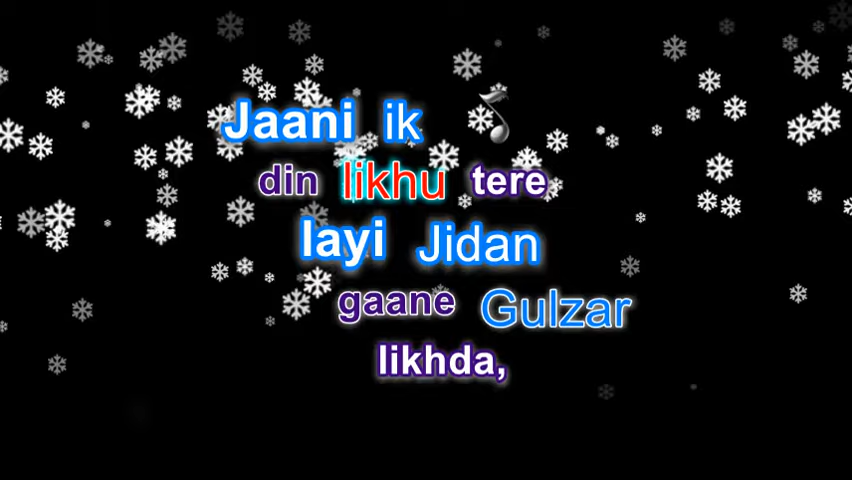 Jaani ik
din likhu tere
layi Jidan
gaane Gulzar
likhda,